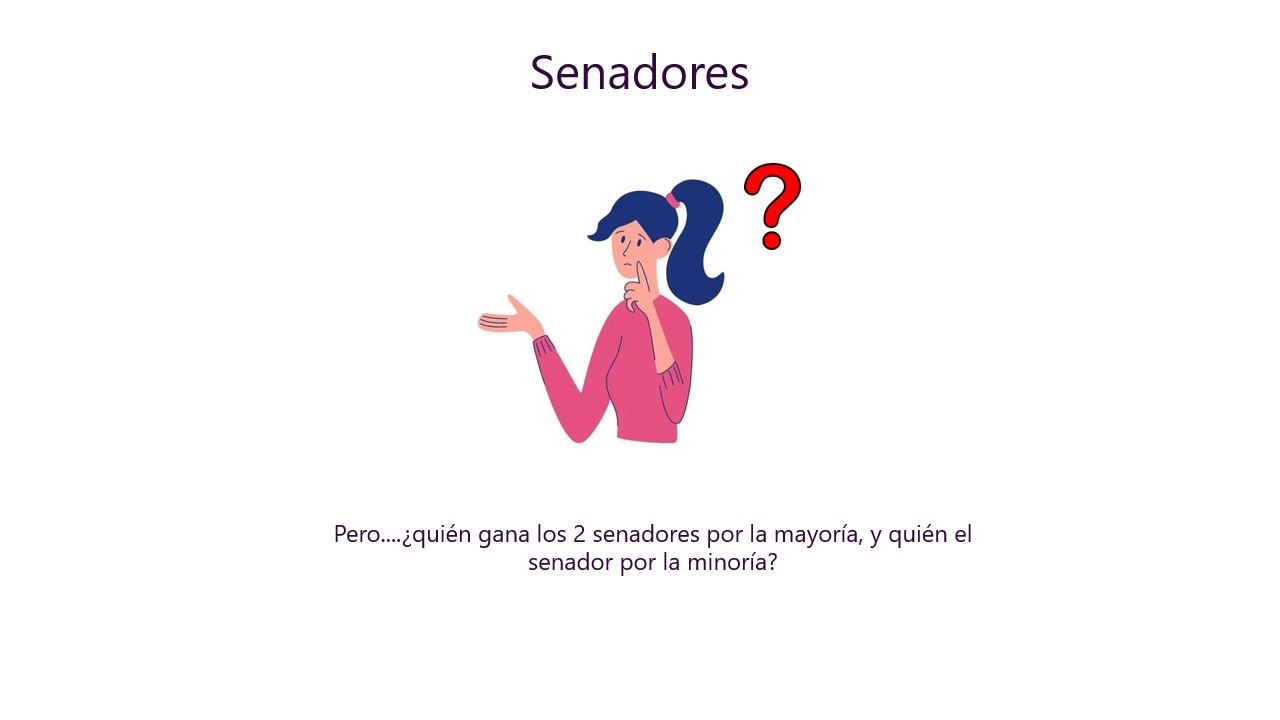 Senadores
?
Pero....¿quién gana los 2 senadores por la mayoría, y quién el
senador por la minoría?